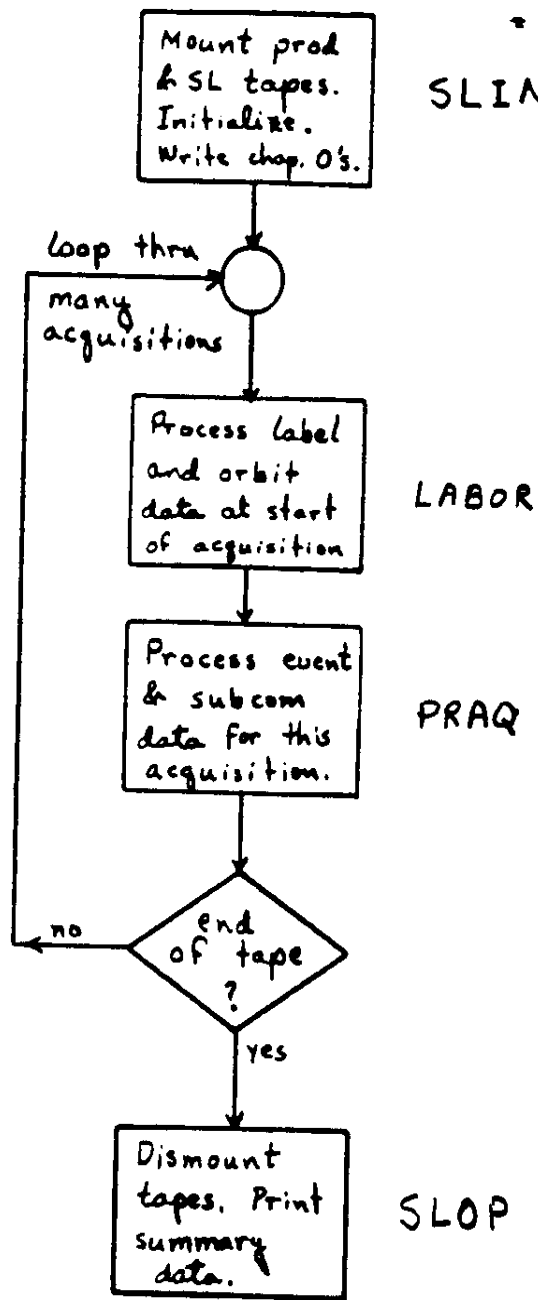 Mount prod
& SL tapes.
Initialize.
Write chap. 0's.
loop thru
many
acquisitions
Process label
and orbit
data at start
of acquisition
LABOR
Process event
& subcom
data for this
acquisition.
PRAQ
end
of tape
?
no
yes
Dismount
tapes. Print
summary
data.
SLOP